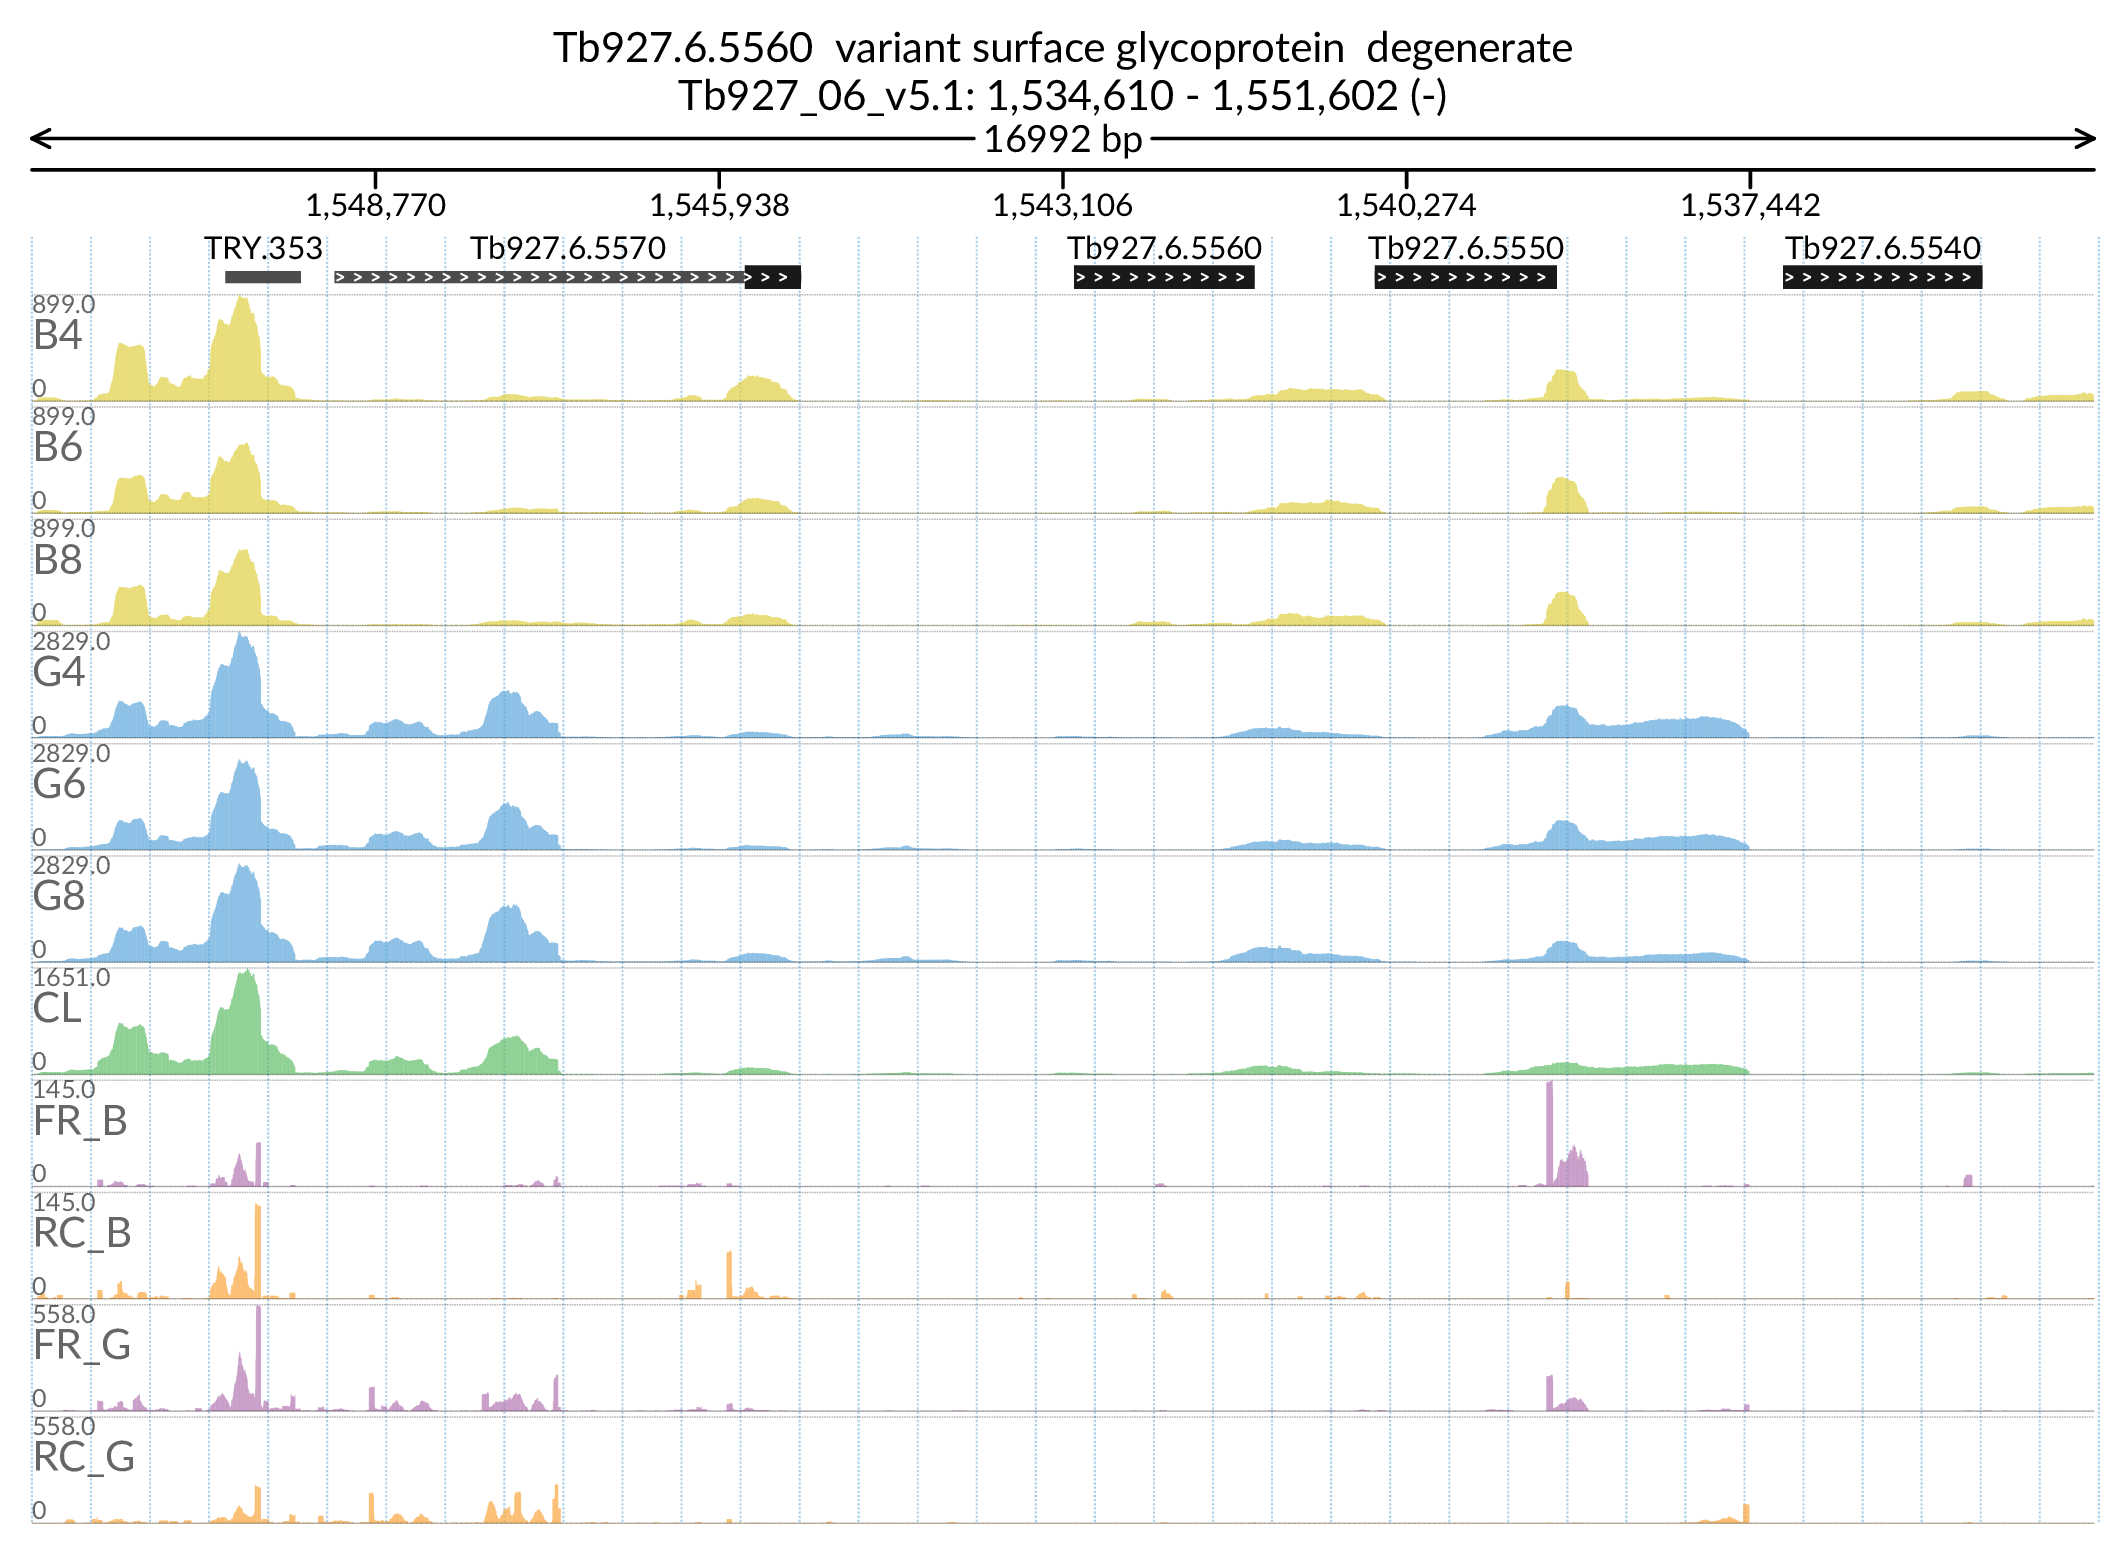 Tb927.6.5560  variant surface glycoprotein  degenerate
Tb927_06_v5.1: 1,534,610 - 1,551,602 (-)
16992 bp
1,548,770 1,545,938 1,543,106 1,540,274 1,537,442
TRY.353 Tb927.6.5570 Tb927.6.5560 Tb927.6.5550 Tb927.6.5540
899.0
B4
0
899.0
B6
0
899.0
B8
0
2829.0
G4
0
2829.0
G6
0
2829.0
G8
0
1651.0
CL
0
145.0
FR_B
0
145.0
RC_B
0
558.0
FR_G
0
558.0
RC_G
0